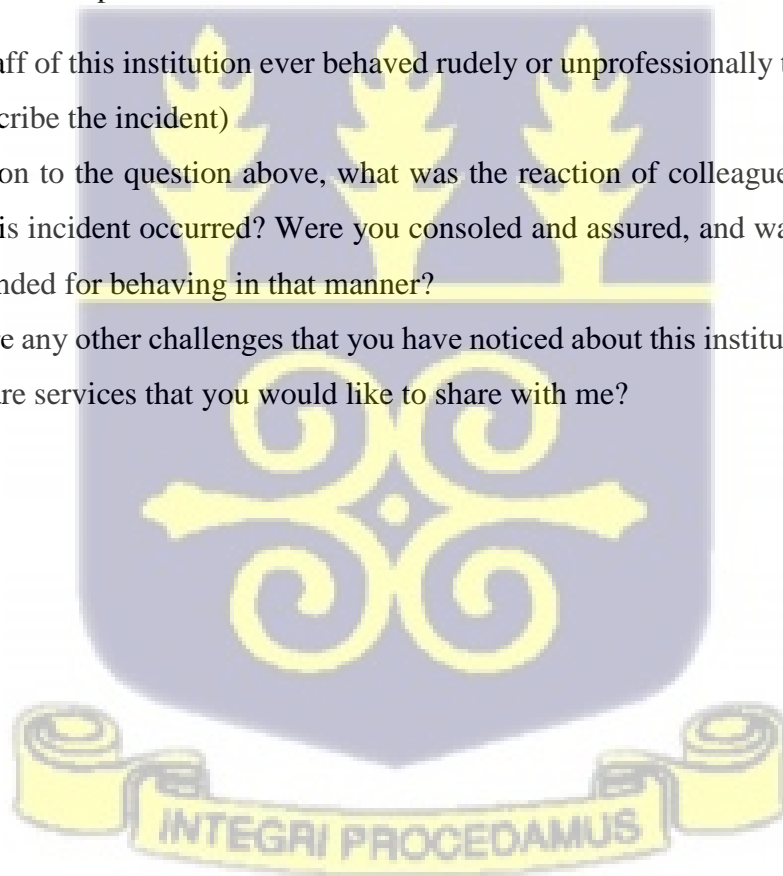 aff of this institution ever behaved rudely or unprofessionally
cribe the incident)
on to the question above, what was the reaction of colleague
is incident occurred? Were you consoled and assured, and wa
nded for behaving in that manner?
re any other challenges that you have noticed about this institu
are services that you would like to share with me?
INTEGRI PROCEDAMUS